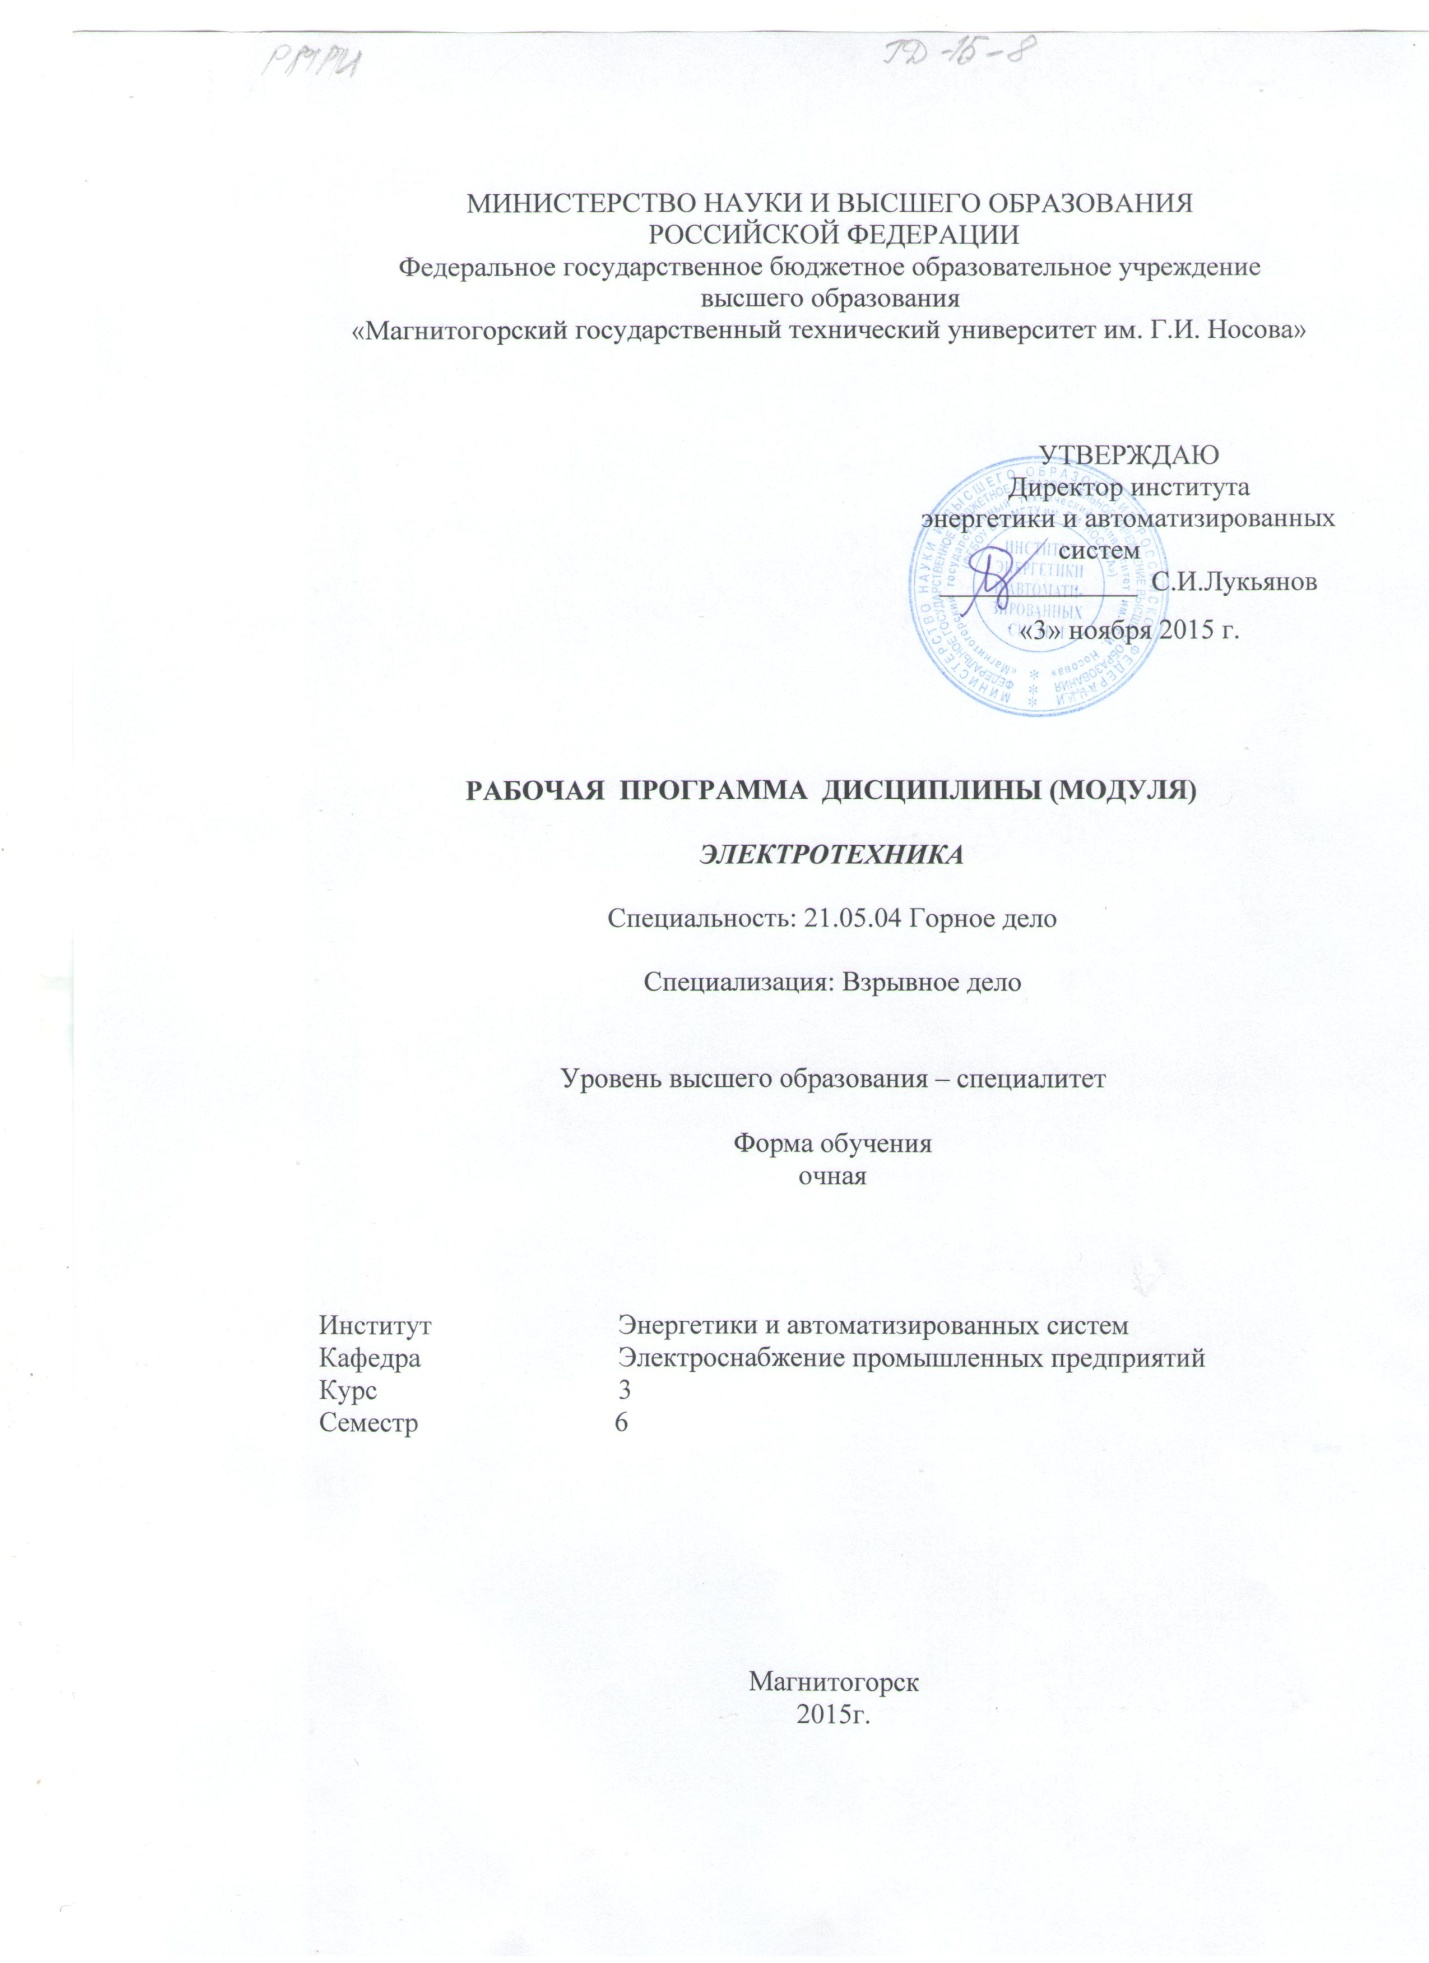 ГД-15-8
МИНИСТЕРСТВО НАУКИ И ВЫСШЕГО ОБРАЗОВАНИЯ
РОССИЙСКОЙ ФЕДЕРАЦИИ
Федеральное государственное бюджетное образовательное учреждение
высшего образования
«Магнитогорский государственный технический университет им. Г.И. Носова»
УТВЕРЖДАЮ
Директор института
энергетики и автоматизированных
систем
С.И.Лукьянов
«3» ноября 2015 г.
РАБОЧАЯ ПРОГРАММА ДИСЦИПЛИНЫ (МОДУЛЯ)
ЭЛЕКТРОТЕХНИКА
Специальность: 21.05.04 Горное дело
Специализация: Взрывное дело
Уровень высшего образования – специалитет
Форма обучения
очная
Институт Энергетики и автоматизированных систем
Кафедра Электроснабжение промышленных предприятий
Курс 3
Семестр 6
Магнитогорск
2015г.